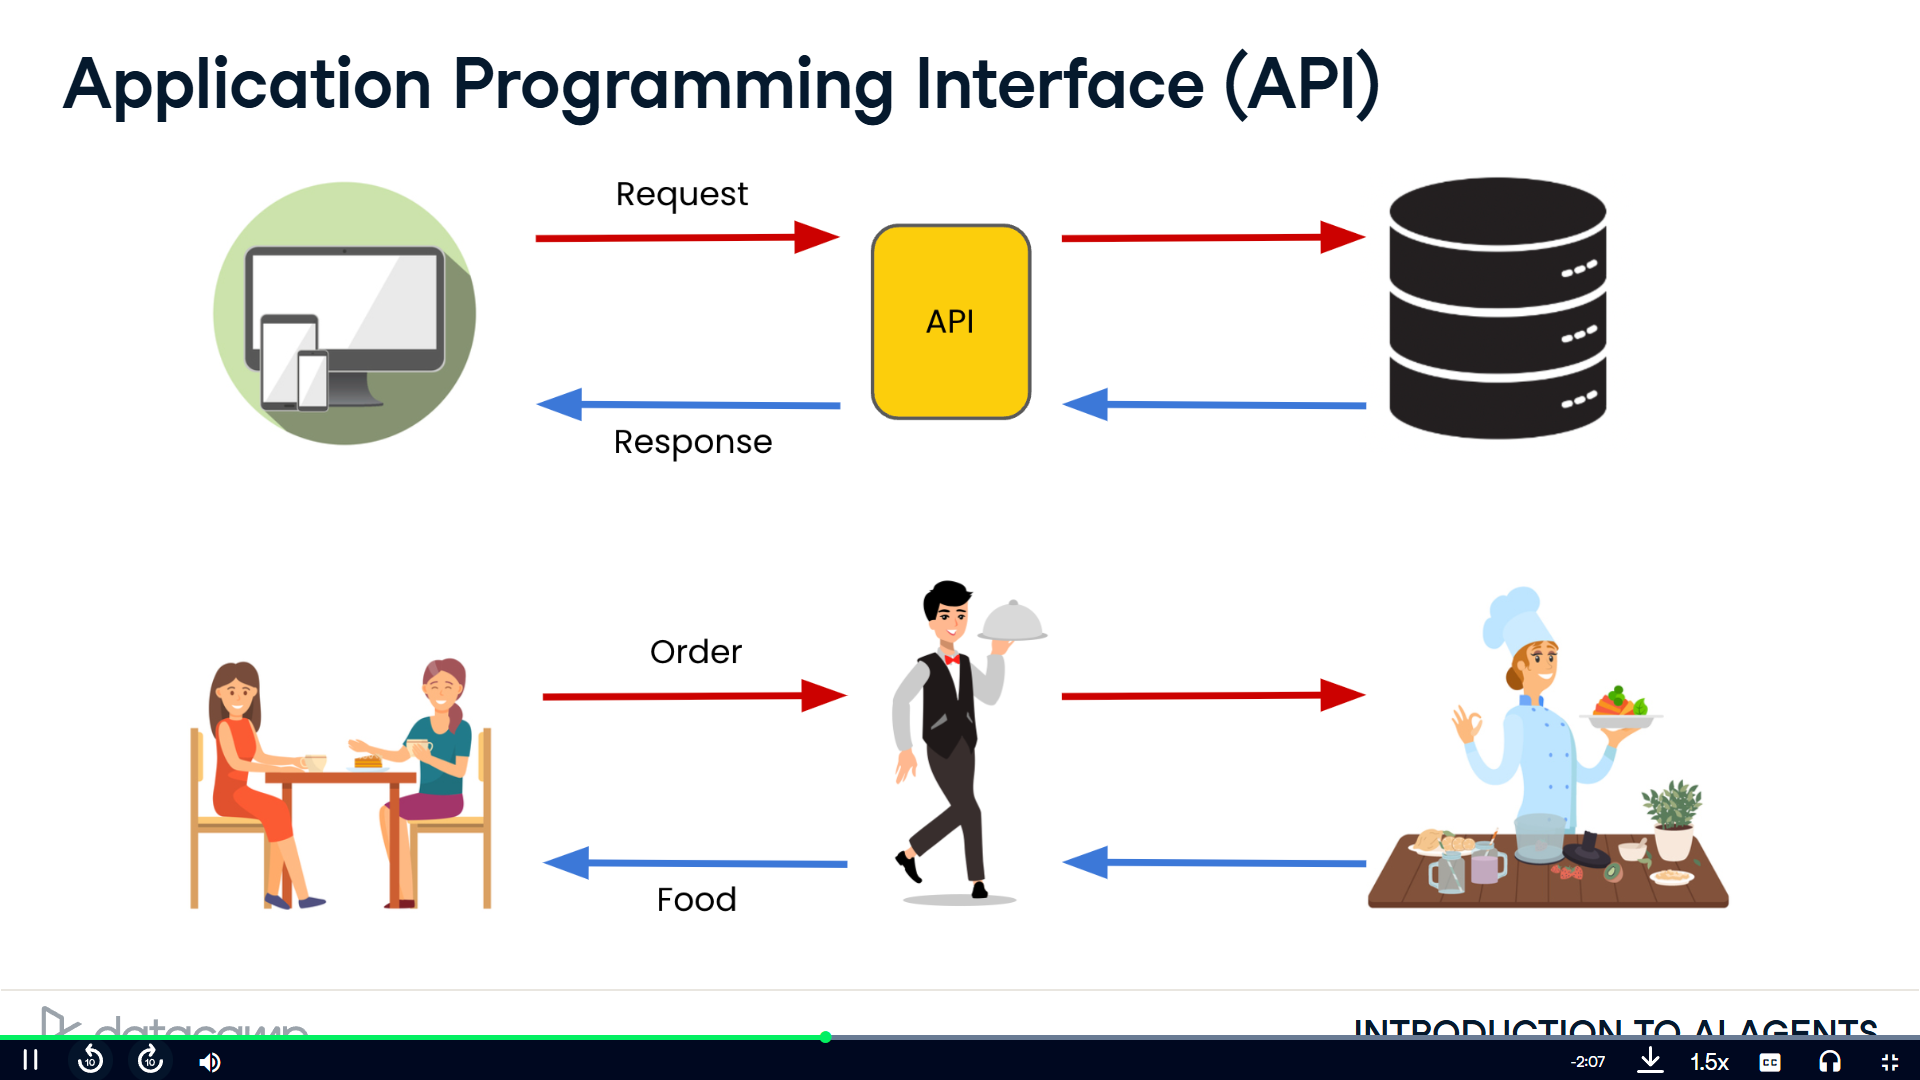 Application Programming Interface (API)
Request
API
Response
Order
Food
datacamp
INTRODUCTION TO AI AGENTS
10
10
-2:07
1.5x
CC